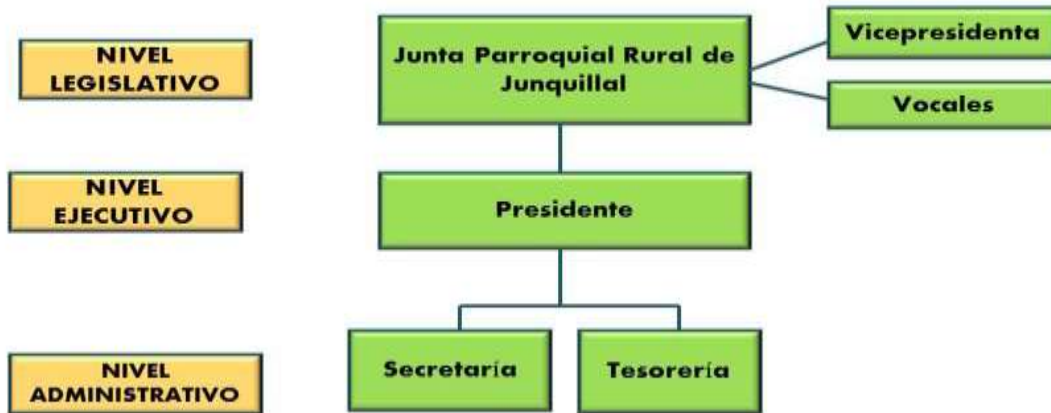 NIVEL
LEGISLATIVO
Junta Parroquial Rural de
Junquillal
Vicepresidenta
Vocales
NIVEL
EJECUTIVO
Presidente
NIVEL
ADMINISTRATIVO
Secretaría
Tesorería